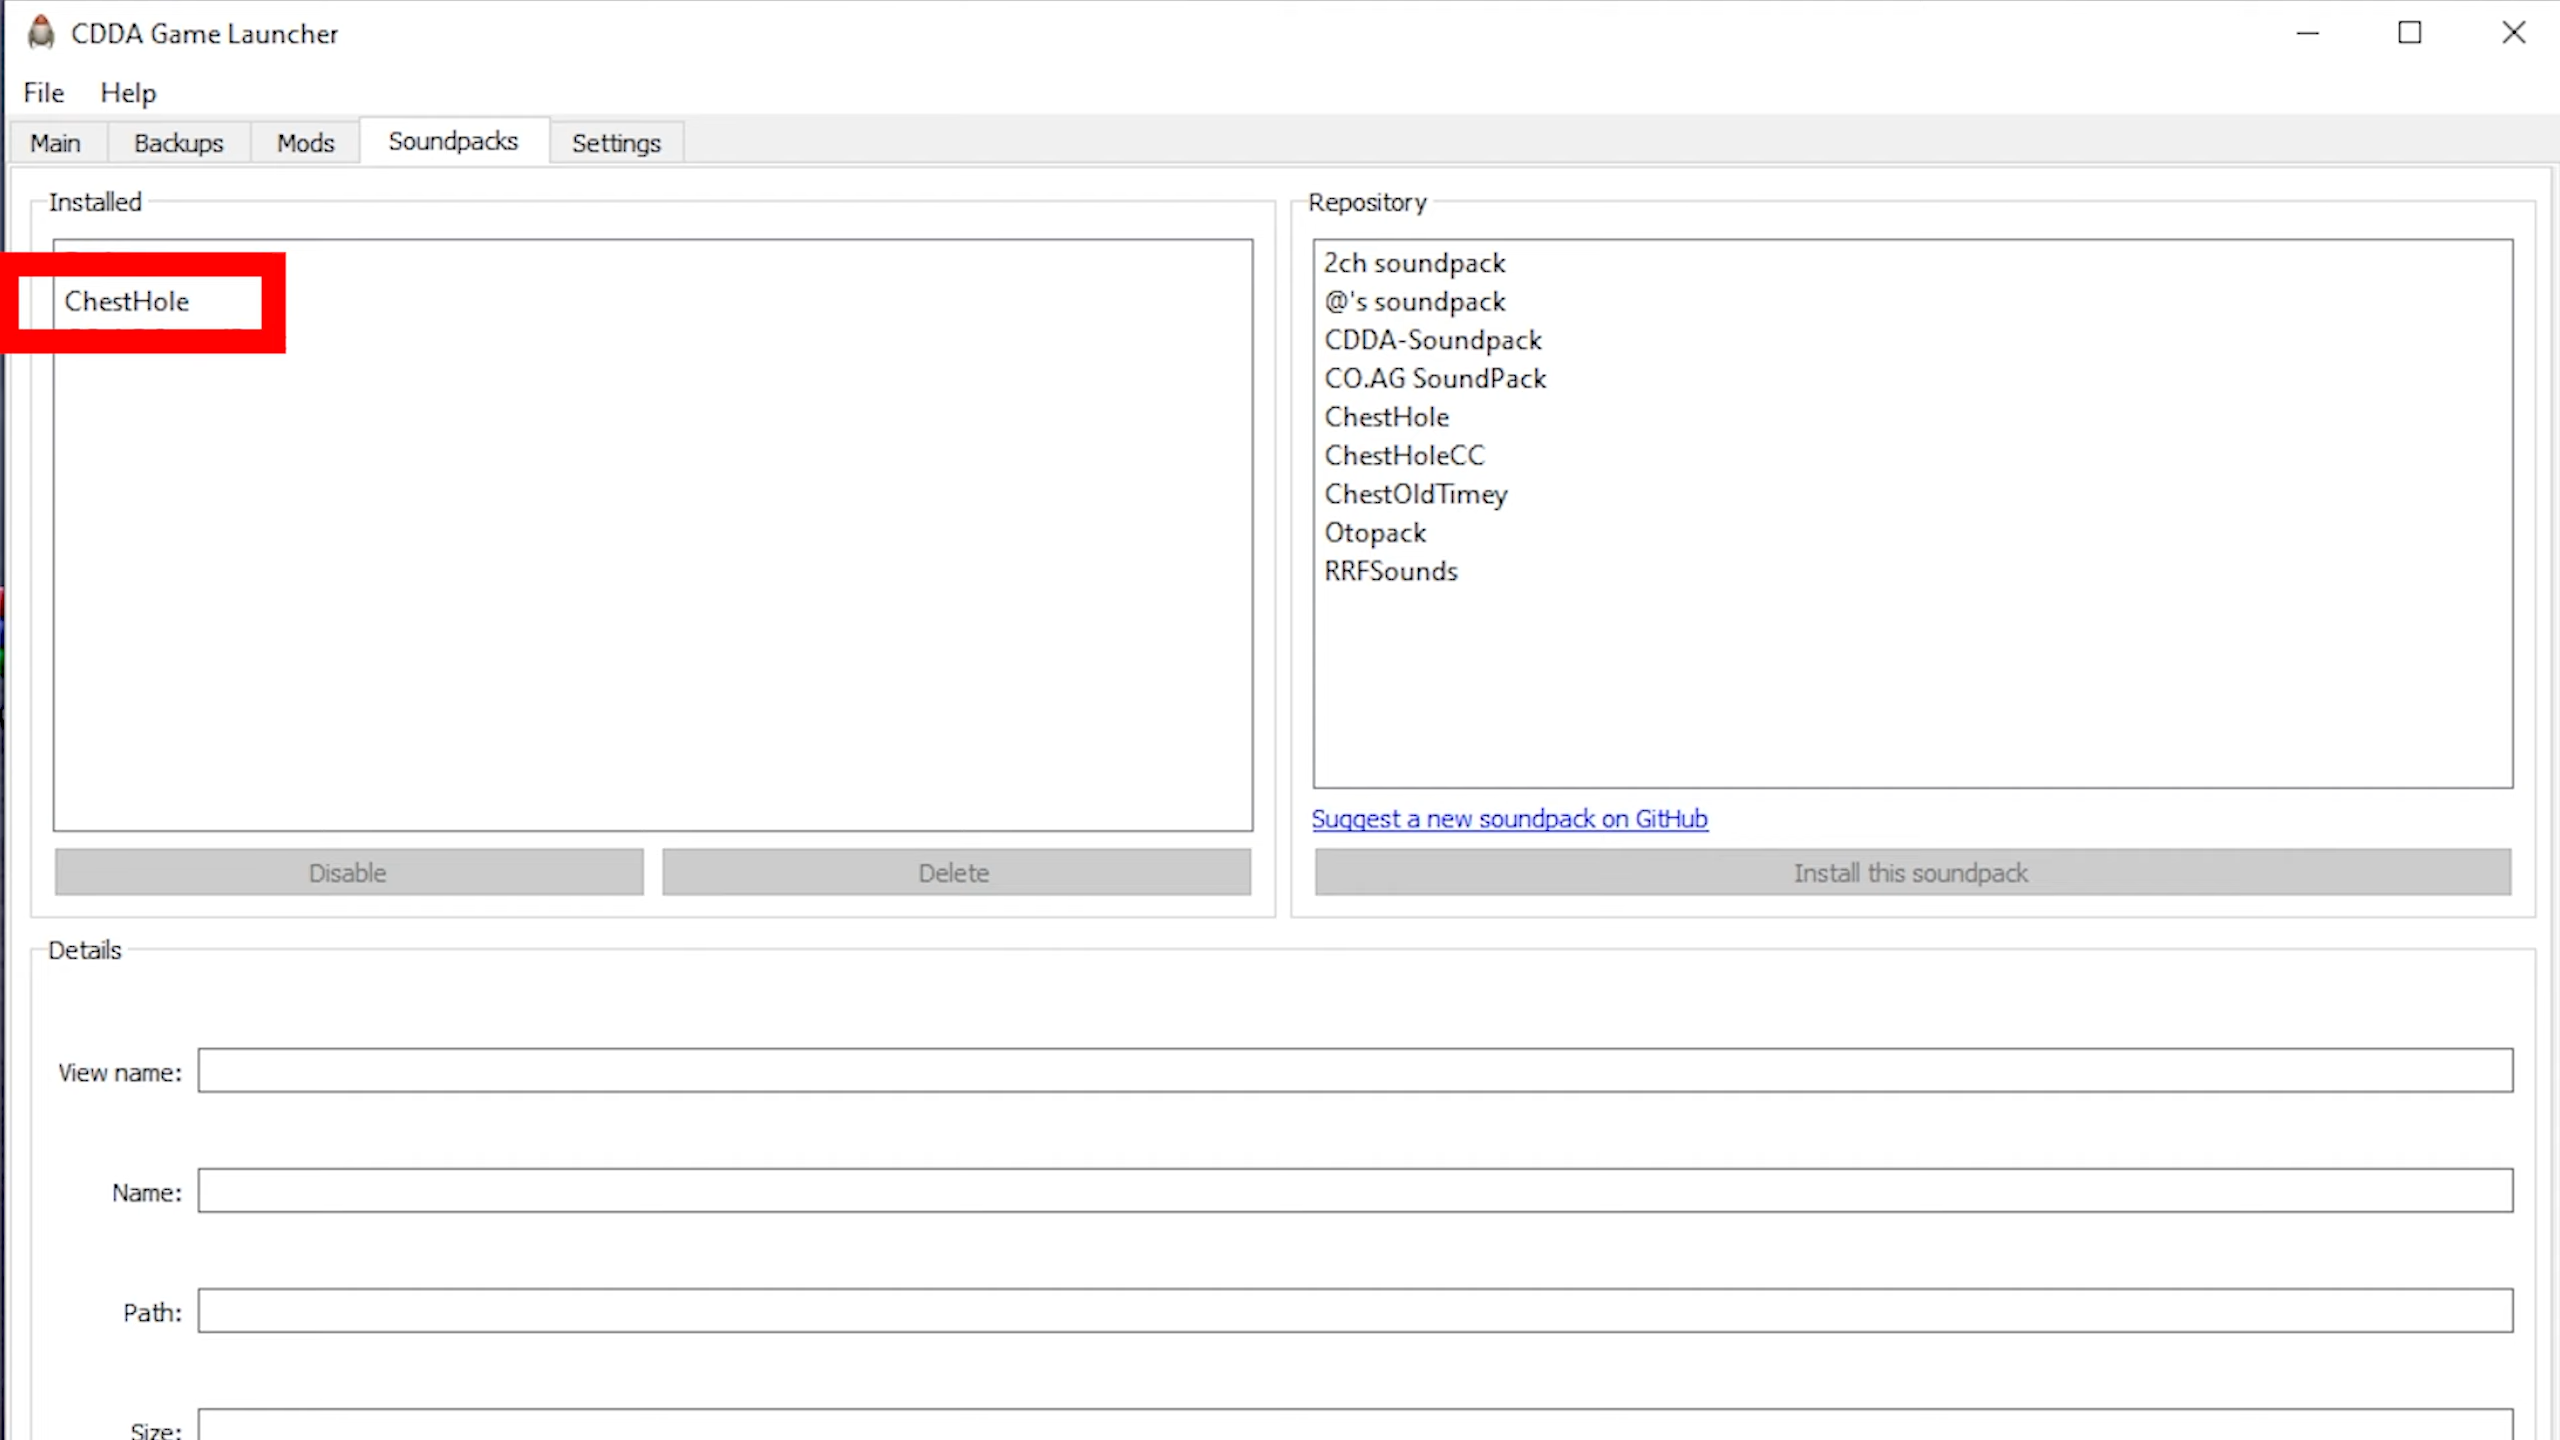 CDDA Game Launcher
File Help
Main Backups Mods Soundpacks Settings
Installed
ChestHole
Disable Delete
Repository
2ch soundpack
@'s soundpack
CDDA-Soundpack
CO.AG SoundPack
ChestHole
ChestHoleCC
ChestOldTimey
Otopack
RRFSounds
Suggest a new soundpack on GitHub
Install this soundpack
Details
View name:
Name:
Path:
Size: